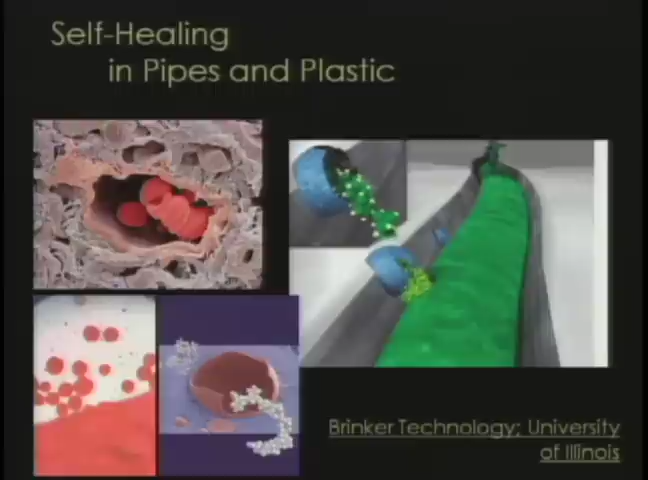 Self-Healing
in Pipes and Plastic
Brinker Technology; University
of Illinois